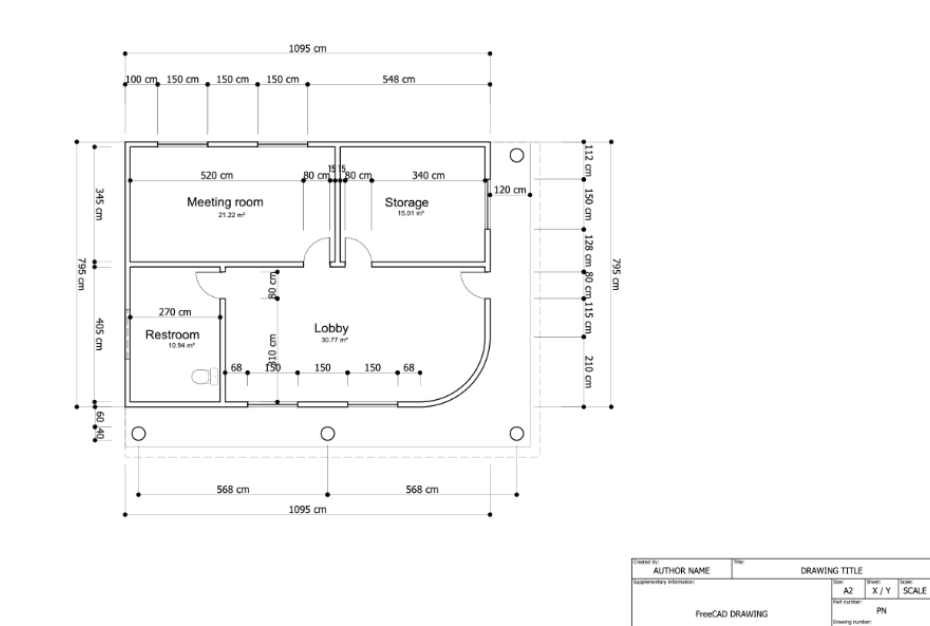 1095 cm
100 cm 150 cm 150 cm 150 cm 548 cm
112 cm
520 cm 80 cm 15 15 80 cm 340 cm
120 cm
150 cm
345 cm
Meeting room
21.22 m²
Storage
15.01 m²
128 cm
795 cm
80 cm
80 cm
795 cm
270 cm
115 cm
Restroom
10.94 m²
Lobby
30.77 m²
405 cm
310 cm
68 150 150 150 68
210 cm
60
40
568 cm 568 cm
1095 cm
Created by:
AUTHOR NAME
Title:
DRAWING TITLE
Supplementary information:
FreeCAD DRAWING
Size:
A2
Sheet:
X / Y
Scale:
SCALE
Part number:
PN
Drawing number: